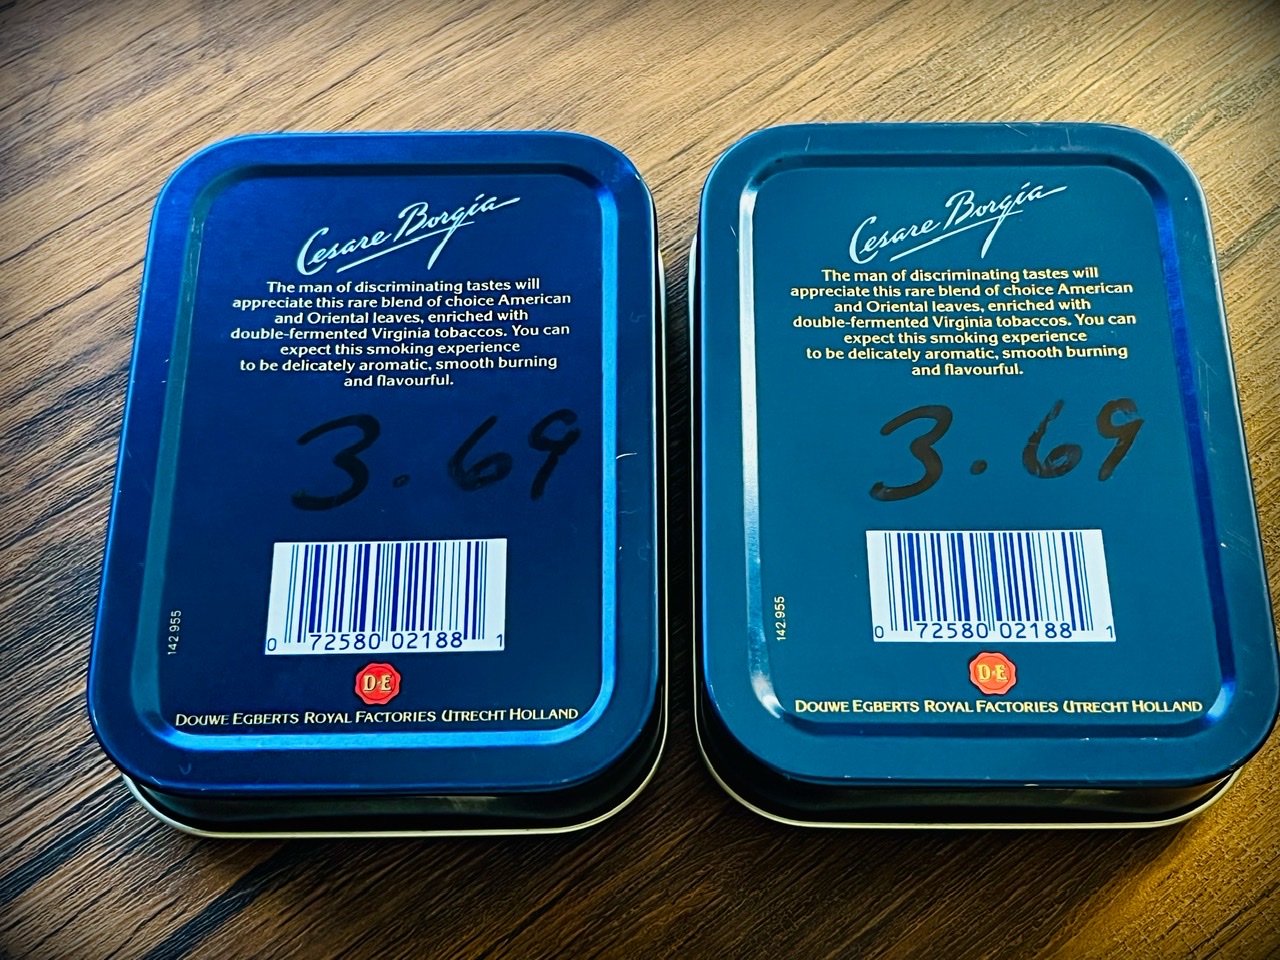 Cesare Borgia
The man of discriminating tastes will
appreciate this rare blend of choice American
and Oriental leaves, enriched with
double-fermented Virginia tobaccos. You can
expect this smoking experience
to be delicately aromatic, smooth burning
and flavourful.
3.69
142.955
0 72580 02188 1
D·E
DOUWE EGBERTS ROYAL FACTORIES UTRECHT HOLLAND
Cesare Borgia
The man of discriminating tastes will
appreciate this rare blend of choice American
and Oriental leaves, enriched with
double-fermented Virginia tobaccos. You can
expect this smoking experience
to be delicately aromatic, smooth burning
and flavourful.
3.69
142.955
0 72580 02188 1
D·E
DOUWE EGBERTS ROYAL FACTORIES UTRECHT HOLLAND